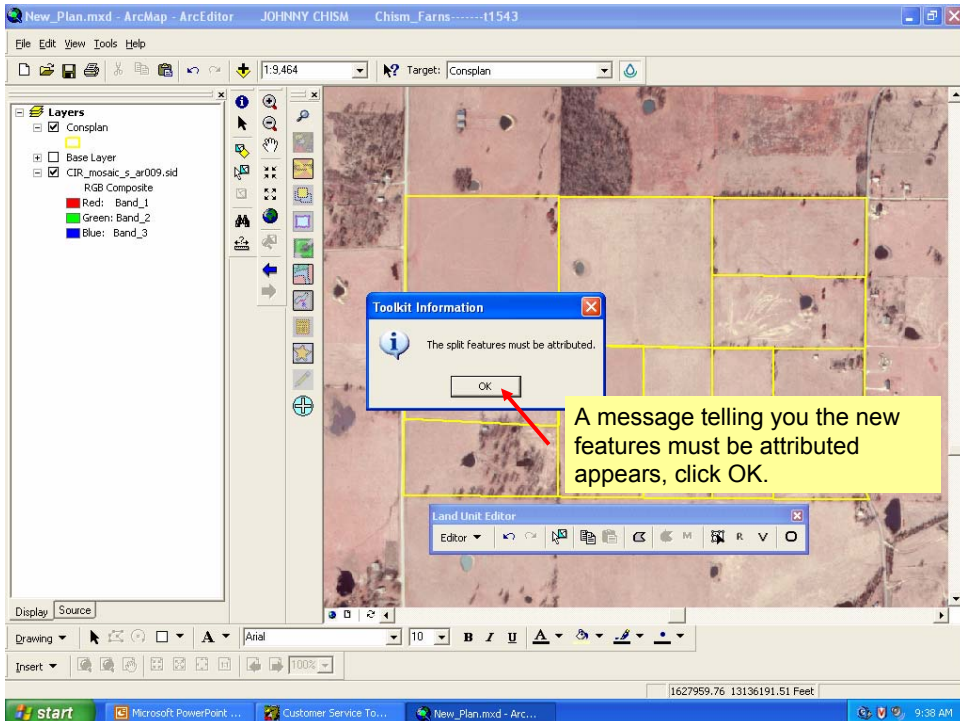 New_Plan.mxd - ArcMap - ArcEditor JOHNNY CHISM Chism_Farns-------t1543
File Edit View Tools Help
1:9,464 Target: Consplan
Layers
Consplan
Base Layer
CIR_mosaic_s_ar009.sid
RGB Composite
Red: Band_1
Green: Band_2
Blue: Band_3
Toolkit Information
The split features must be attributed.
OK
A message telling you the new
features must be attributed
appears, click OK.
Land Unit Editor
Editor M R V
Display Source
Drawing A Arial 10 B I U A
Insert 100%
1627959.76 13136191.51 Feet
start Microsoft PowerPoint ... Customer Service To... New_Plan.mxd - Arc... 9:38 AM